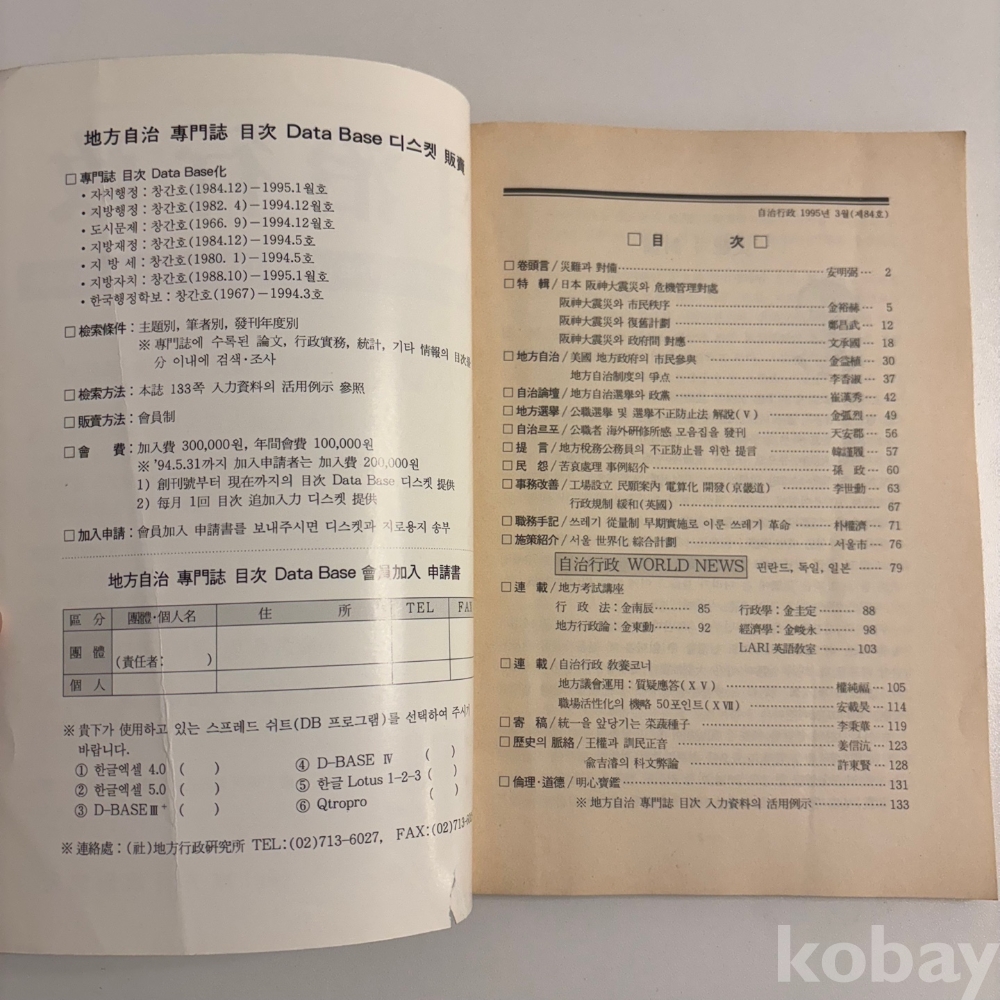 地方自治 專門誌 目次 Data Base 디스켓 販賣
□ 專門誌 目次 Data Base化
• 자치행정 : 창간호(1984.12)-1995.1월호
• 지방행정 : 창간호(1982. 4)-1994.12월호
• 도시문제 : 창간호(1966. 9)-1994.12월호
• 지방재정 : 창간호(1984.12)-1994.5호
• 지 방 세 : 창간호(1980. 1)-1994.5호
• 지방자치 : 창간호(1988.10)-1995.1월호
• 한국행정학보 : 창간호(1967)-1994.3호
□ 檢索條件 : 主題別, 筆者別, 發刊年度別
※ 專門誌에 수록된 論文, 行政實務, 統計, 기타 情報의 目次를
分 이내에 검색·조사
□ 檢索方法 : 本誌 133쪽 入力資料의 活用例示 參照
□ 販賣方法 : 會員制
□ 會 費 : 加入費 300,000원, 年間會費 100,000원
※ '94.5.31까지 加入申請者는 加入費 200,000원
1) 創刊號부터 現在까지의 目次 Data Base 디스켓 提供
2) 每月 1回 目次 追加入力 디스켓 提供
□ 加入申請 : 會員加入 申請書를 보내주시면 디스켓과 지로용지 송부
地方自治 專門誌 目次 Data Base 會員加入 申請書
區 分 團體·個人名 住 所 TEL FA
團 體 (責任者: )
個 人
※ 貴下가 使用하고 있는 스프레드 쉬트(DB 프로그램)를 選択하여 주시기
바랍니다.
① 한글엑셀 4.0 ( ) ④ D-BASE Ⅳ ( )
② 한글엑셀 5.0 ( ) ⑤ 한글 Lotus 1-2-3 ( )
③ D-BASEⅢ+ ( ) ⑥ Qtropro ( )
※ 連絡處 : (社)地方行政硏究所 TEL:(02)713-6027, FAX:(02)713-
自治行政 1995년 3월(제84호)
□ 目 次 □
□ 卷頭言 / 災難과 對備 ⋯ 安明弼 ⋯ 2
□ 特 輯 / 日本 阪神大震災와 危機管理對處
阪神大震災와 市民秩序 ⋯ 金裕赫 ⋯ 5
阪神大震災와 復舊計劃 ⋯ 鄭昌武 ⋯ 12
阪神大震災와 政府間 對應 ⋯ 文承國 ⋯ 18
□ 地方自治 / 美國 地方政府의 市民參與 ⋯ 金益植 ⋯ 30
地方自治制度의 爭点 ⋯ 李香淑 ⋯ 37
□ 自治論壇 / 地方自治選擧와 政黨 ⋯ 崔漢秀 ⋯ 42
□ 地方選擧 / 公職選擧 및 選擧不正防止法 解說(Ⅴ) ⋯ 金弧烈 ⋯ 49
□ 自治르포 / 公職者 海外硏修所感 모음집을 發刊 ⋯ 天安郡 ⋯ 56
□ 提 言 / 地方稅務公務員의 不正防止를 위한 提言 ⋯ 韓謹履 ⋯ 57
□ 民 怨 / 苦哀處理 事例紹介 ⋯ 孫 政 ⋯ 60
□ 事務改善 / 工場設立 民願案內 電算化 開發(京畿道) ⋯ 李世勳 ⋯ 63
行政規制 緩和(英國) ⋯ 67
□ 職務手記 / 쓰레기 從量制 早期實施로 이룬 쓰레기 革命 ⋯ 朴權濟 ⋯ 71
□ 施策紹介 / 서울 世界化 綜合計劃 ⋯ 서울市 ⋯ 76
自治行政 WORLD NEWS 핀란드, 독일, 일본 ⋯ 79
□ 連 載 / 地方考試講座
行 政 法 : 金南辰 ⋯ 85 行政學 : 金圭定 ⋯ 88
地方行政論 : 金東勳 ⋯ 92 經濟學 : 金峻永 ⋯ 98
LARI 英語敎室 ⋯ 103
□ 連 載 / 自治行政 敎養코너
地方議會運用 : 質疑應答(ⅩⅤ) ⋯ 權純福 ⋯ 105
職場活性化의 機略 50포인트(ⅩⅦ) ⋯ 安載昊 ⋯ 114
□ 寄 稿 / 統一을 앞당기는 菜蔬種子 ⋯ 李秉華 ⋯ 119
□ 歷史의 脈絡 / 王權과 訓民正音 ⋯ 姜信沆 ⋯ 123
兪吉濬의 科文弊論 ⋯ 許東賢 ⋯ 128
□ 倫理·道德 / 明心寶鑑 ⋯ 131
※ 地方自治 專門誌 目次 入力資料의 活用例示 ⋯ 133
kobay